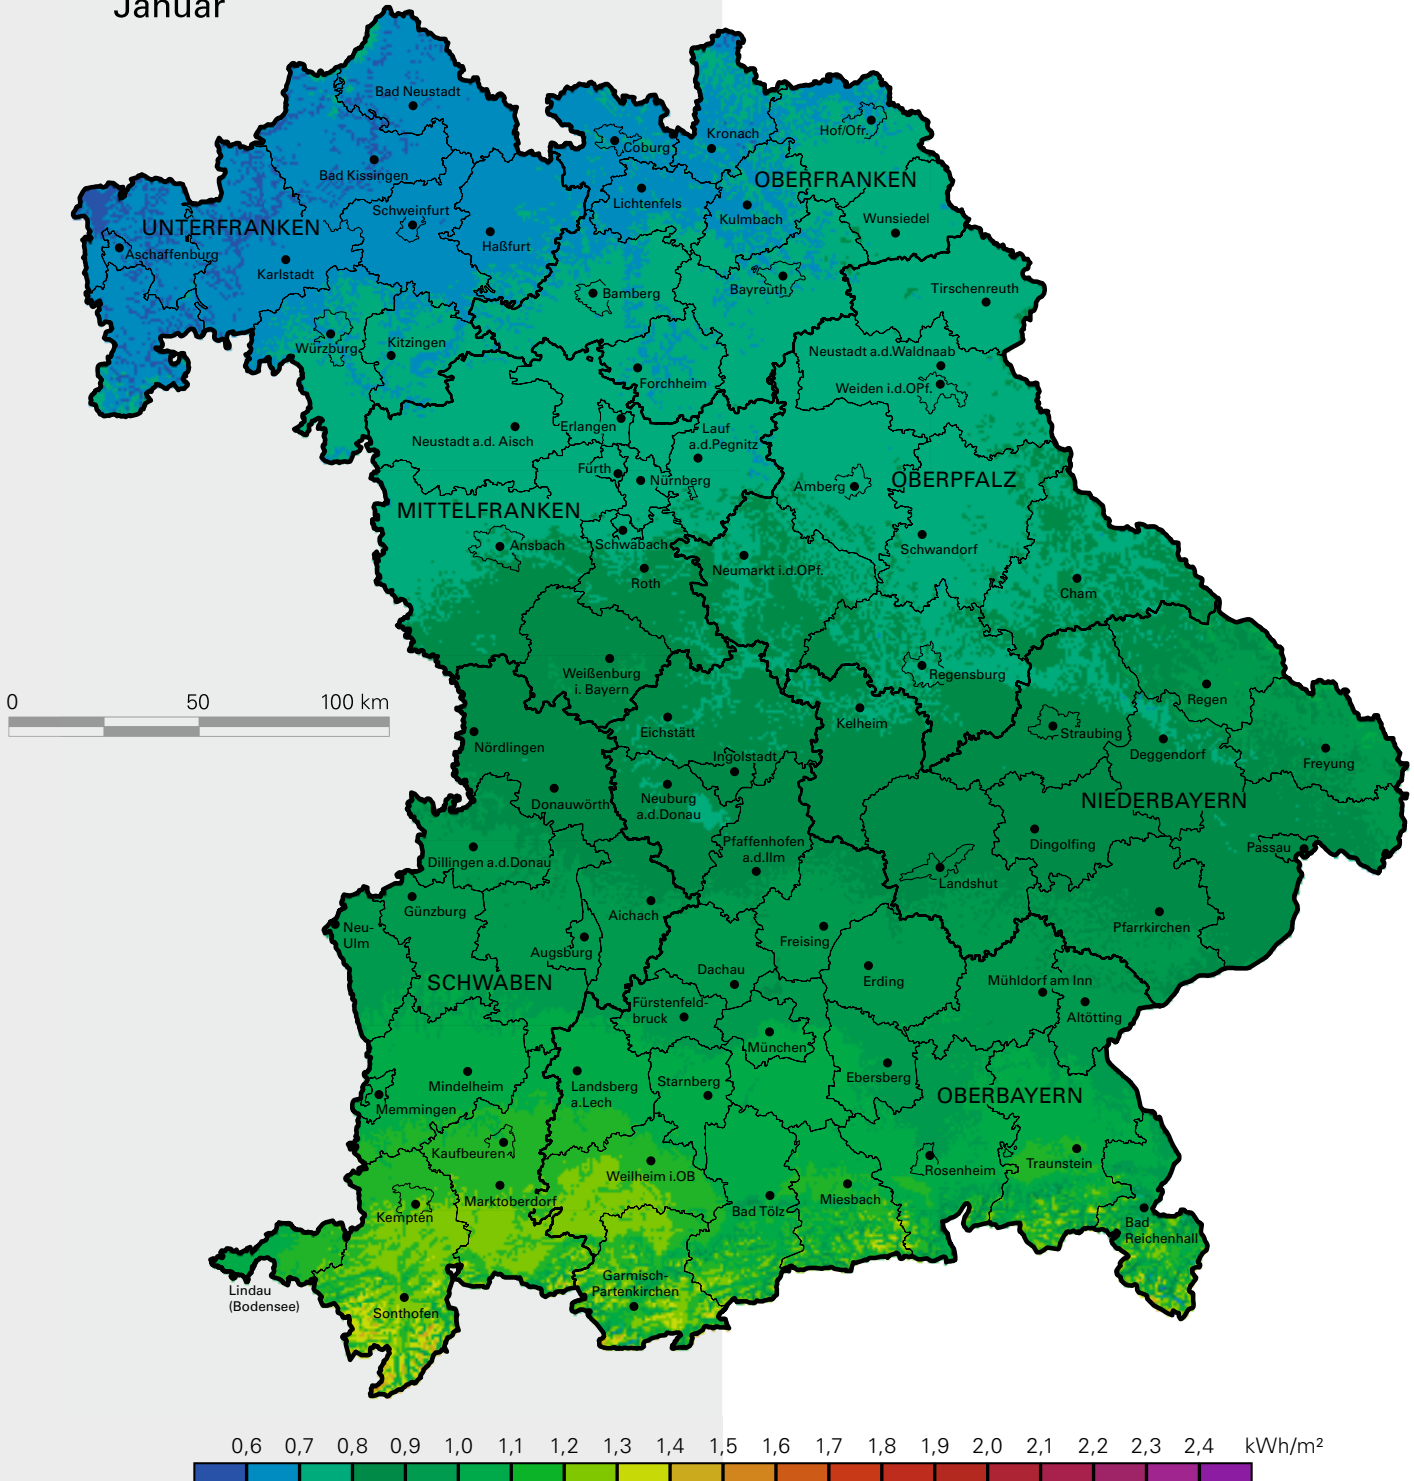 Januar
Bad Neustadt
Coburg
Kronach
Hof/Ofr.
Bad Kissingen
OBERFRANKEN
Lichtenfels
Schweinfurt
Kulmbach
Wunsiedel
UNTERFRANKEN
Haßfurt
Aschaffenburg
Karlstadt
Bamberg
Bayreuth
Tirschenreuth
Würzburg
Kitzingen
Neustadt a.d.Waldnaab
Forchheim
Weiden i.d.OPf.
Erlangen
Lauf
a.d.Pegnitz
Neustadt a.d. Aisch
Fürth
Nürnberg
Amberg
OBERPFALZ
MITTELFRANKEN
Ansbach
Schwabach
Schwandorf
Neumarkt i.d.OPf.
Roth
Cham
Weißenburg
i. Bayern
Regensburg
0 50 100 km
Regen
Eichstätt
Kelheim
Straubing
Nördlingen
Ingolstadt
Deggendorf
Freyung
Donauwörth
Neuburg
a.d.Donau
NIEDERBAYERN
Pfaffenhofen
a.d.Ilm
Dingolfing
Passau
Dillingen a.d.Donau
Landshut
Günzburg
Aichach
Pfarrkirchen
Neu-
Ulm
Augsburg
Freising
Dachau
Erding
SCHWABEN
Mühldorf am Inn
Fürstenfeld-
bruck
Altötting
München
Mindelheim
Landsberg
a.Lech
Starnberg
Ebersberg
OBERBAYERN
Memmingen
Kaufbeuren
Weilheim i.OB
Rosenheim
Traunstein
Marktoberdorf
Miesbach
Kempten
Bad Tölz
Bad
Reichenhall
Garmisch-
Partenkirchen
Lindau
(Bodensee)
Sonthofen
0,6 0,7 0,8 0,9 1,0 1,1 1,2 1,3 1,4 1,5 1,6 1,7 1,8 1,9 2,0 2,1 2,2 2,3 2,4 kWh/m²